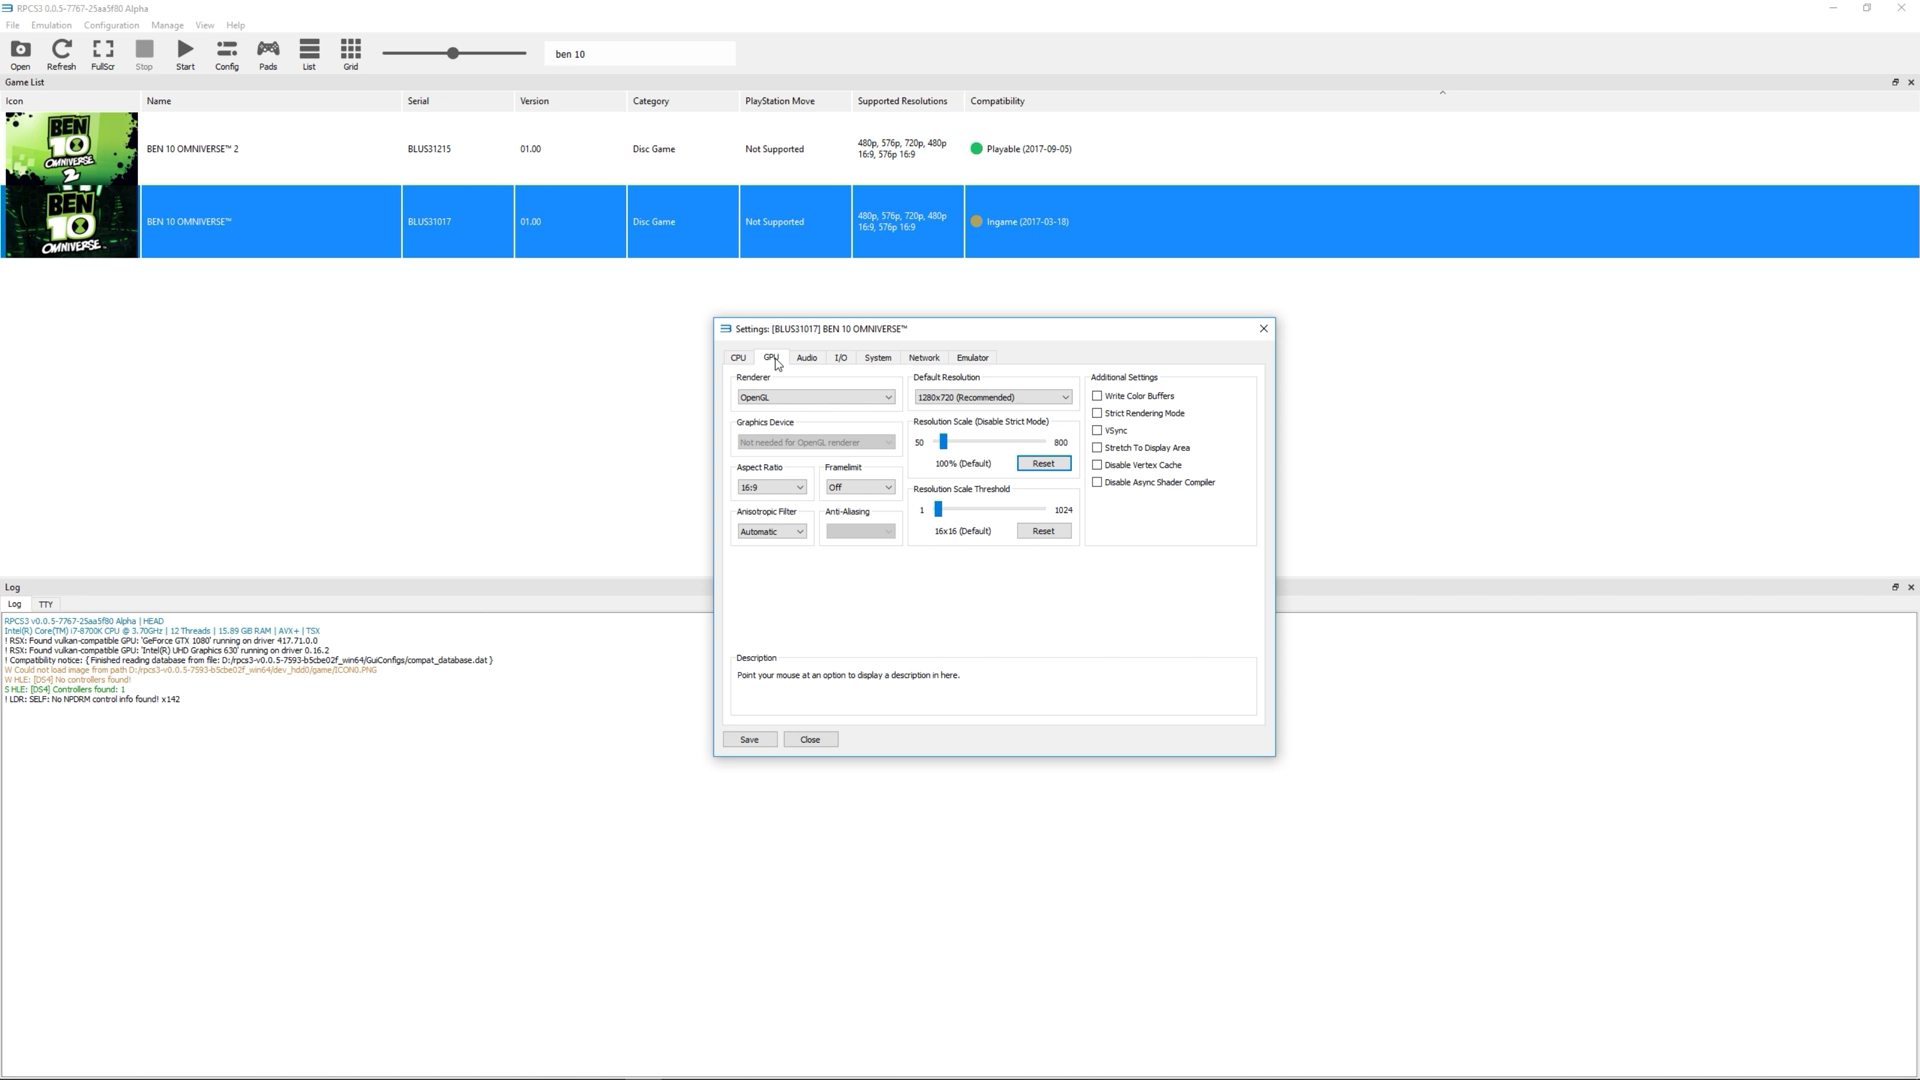 RPCS3 0.0.5-7767-25aa5f80 Alpha
File Emulation Configuration Manage View Help
Open Refresh FullScr Stop Start Config Pads List Grid ben 10
Game List
Icon Name Serial Version Category PlayStation Move Supported Resolutions Compatibility
BEN 10 OMNIVERSE 2
BEN 10 OMNIVERSE™ 2 BLUS31215 01.00 Disc Game Not Supported 480p, 576p, 720p, 480p
16:9, 576p 16:9
Playable (2017-09-05)
BEN 10 OMNIVERSE
BEN 10 OMNIVERSE™ BLUS31017 01.00 Disc Game Not Supported 480p, 576p, 720p, 480p
16:9, 576p 16:9
Ingame (2017-03-18)
Settings: [BLUS31017] BEN 10 OMNIVERSE™
CPU GPU Audio I/O System Network Emulator
Renderer
OpenGL
Graphics Device
Not needed for OpenGL renderer
Aspect Ratio Framelimit
16:9 Off
Anisotropic Filter Anti-Aliasing
Automatic
Default Resolution
1280x720 (Recommended)
Resolution Scale (Disable Strict Mode)
50 800
100% (Default) Reset
Resolution Scale Threshold
1 1024
16x16 (Default) Reset
Additional Settings
Write Color Buffers
Strict Rendering Mode
VSync
Stretch To Display Area
Disable Vertex Cache
Disable Async Shader Compiler
Description
Point your mouse at an option to display a description in here.
Save Close
Log
Log TTY
RPCS3 v0.0.5-7767-25aa5f80 Alpha | HEAD
Intel(R) Core(TM) i7-8700K CPU @ 3.70GHz | 12 Threads | 15.89 GiB RAM | AVX+ | TSX
! RSX: Found vulkan-compatible GPU: 'GeForce GTX 1080' running on driver 417.71.0.0
! RSX: Found vulkan-compatible GPU: 'Intel(R) UHD Graphics 630' running on driver 0.16.2
! Compatibility notice: { Finished reading database from file: D:/rpcs3-v0.0.5-7593-b5cbe02f_win64/GuiConfigs/compat_database.dat }
W Could not load image from path D:/rpcs3-v0.0.5-7593-b5cbe02f_win64/dev_hdd0/game/ICON0.PNG
W HLE: [DS4] No controllers found!
S HLE: [DS4] Controllers found: 1
! LDR: SELF: No NPDRM control info found! x142